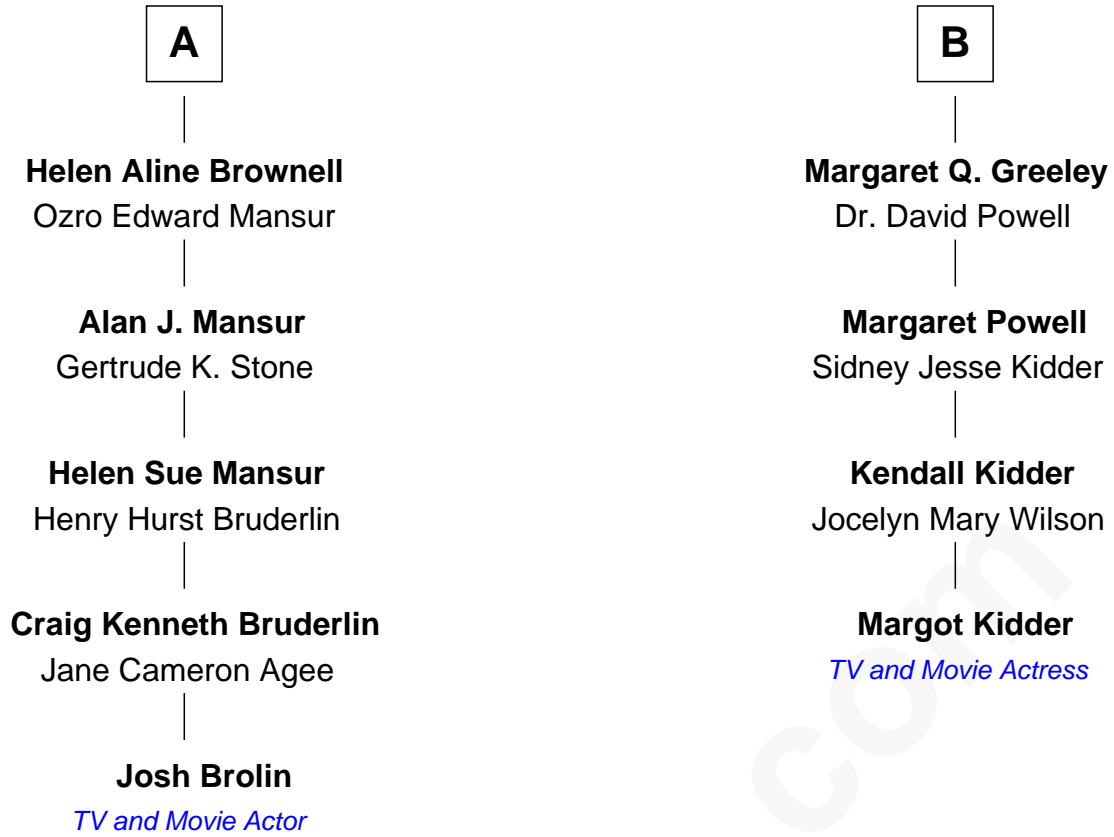 A
Helen Aline Brownell
Ozro Edward Mansur
Alan J. Mansur
Gertrude K. Stone
Helen Sue Mansur
Henry Hurst Bruderlin
Craig Kenneth Bruderlin
Jane Cameron Agee
Josh Brolin
TV and Movie Actor
B
Margaret Q. Greeley
Dr. David Powell
Margaret Powell
Sidney Jesse Kidder
Kendall Kidder
Jocelyn Mary Wilson
Margot Kidder
TV and Movie Actress
com